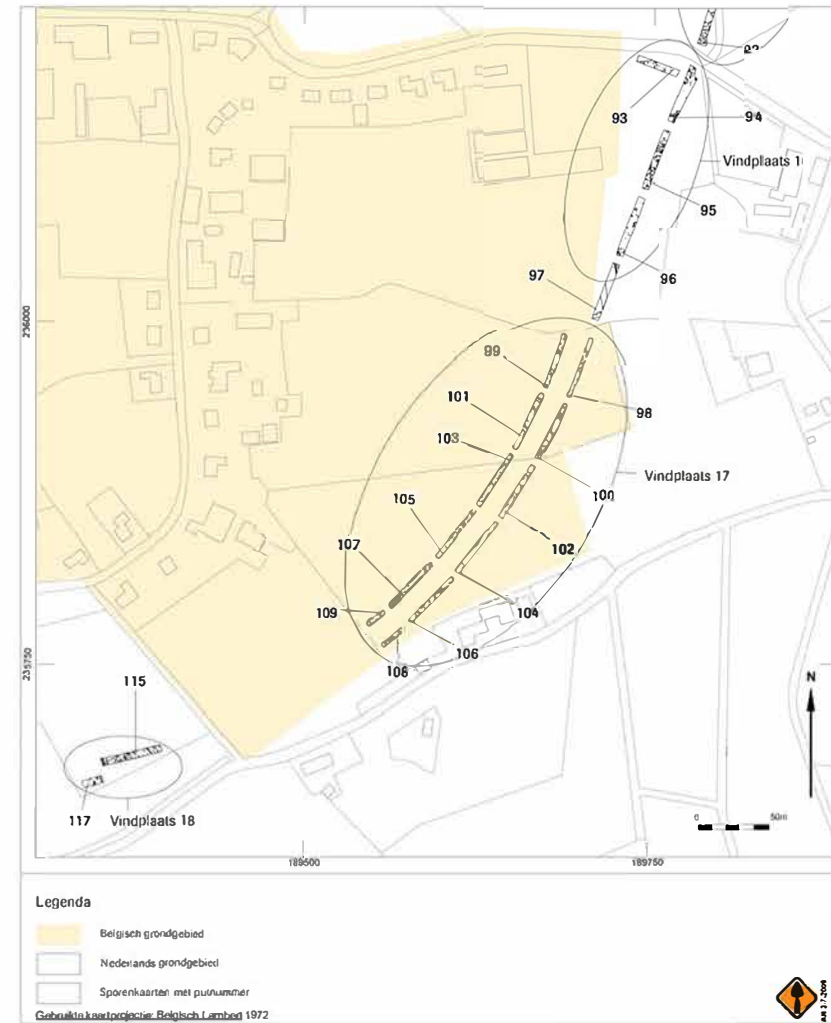 93
94
Vindplaats 1
95
96
97
236000
99
101
98
103
Vindplaats 17
100
105
102
107
109
104
106
108
235750
115
N
117
Vindplaats 18
0
50m
189500
189750
Legenda
Belgisch grondgebied
Nederlands grondgebied
Sporenkaarten met putnummer
Gebruikte kaartprojectie: Belgisch Lambert 1972